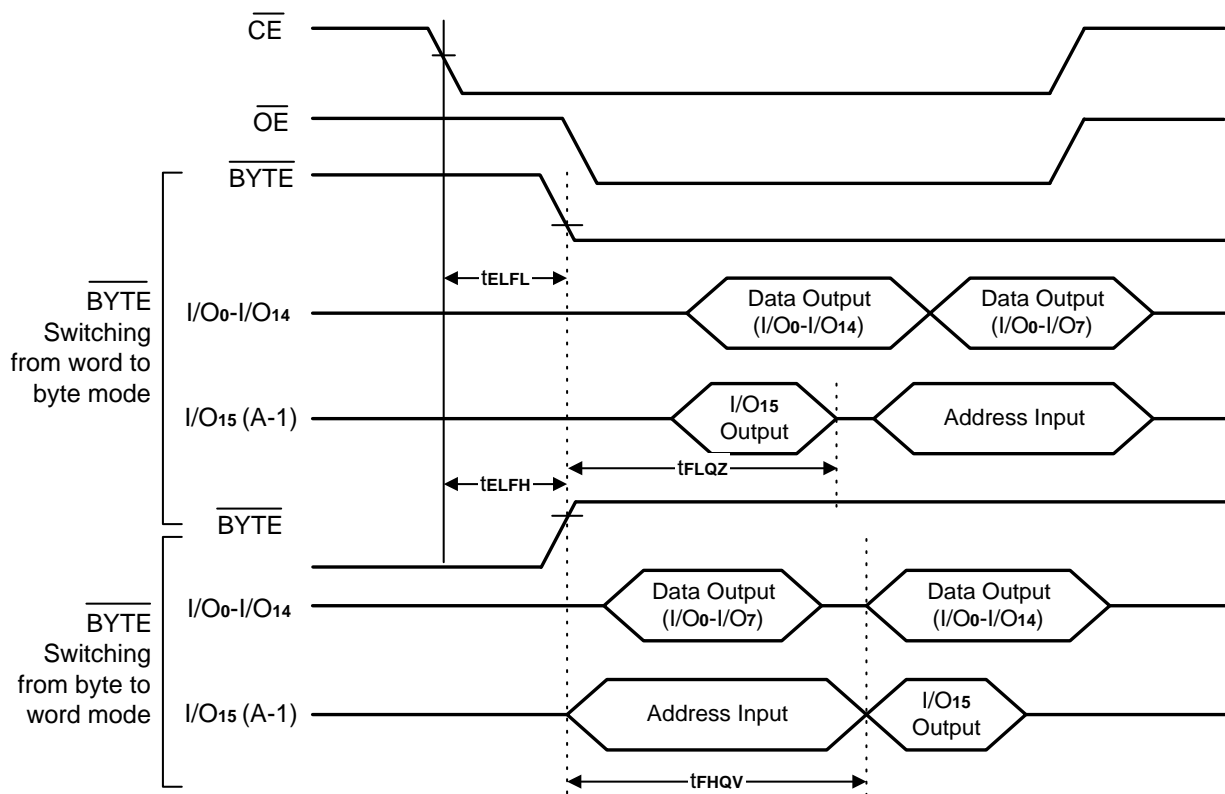 CE
OE
BYTE
tELFL
BYTE
Switching
from word to
byte mode
I/O0-I/O14
Data Output
(I/O0-I/O14)
Data Output
(I/O0-I/O7)
I/O15 (A-1)
I/O15
Output
Address Input
tELFH
tFLQZ
BYTE
BYTE
Switching
from byte to
word mode
I/O0-I/O14
Data Output
(I/O0-I/O7)
Data Output
(I/O0-I/O14)
I/O15 (A-1)
Address Input
I/O15
Output
tFHQV